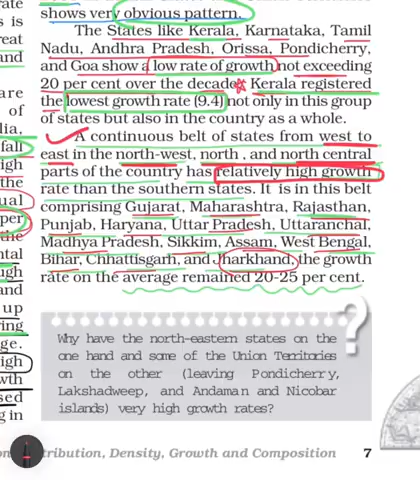 shows very obvious pattern.
The States like Kerala, Karnataka, Tamil
Nadu, Andhra Pradesh, Orissa, Pondicherry,
and Goa show a low rate of growth not exceeding
20 per cent over the decade. Kerala registered
the lowest growth rate (9.4) not only in this group
of states but also in the country as a whole.
A continuous belt of states from west to
east in the north-west, north, and north central
parts of the country has relatively high growth
rate than the southern states. It is in this belt
comprising Gujarat, Maharashtra, Rajasthan,
Punjab, Haryana, Uttar Pradesh, Uttaranchal,
Madhya Pradesh, Sikkim, Assam, West Bengal,
Bihar, Chhattisgarh, and Jharkhand, the growth
rate on the average remained 20-25 per cent.
Why have the north-eastern states on the
one hand and some of the Union Territories
on the other (leaving Pondicherry,
Lakshadweep, and Andaman and Nicobar
islands) very high growth rates?
?
tribution, Density, Growth and Composition 7